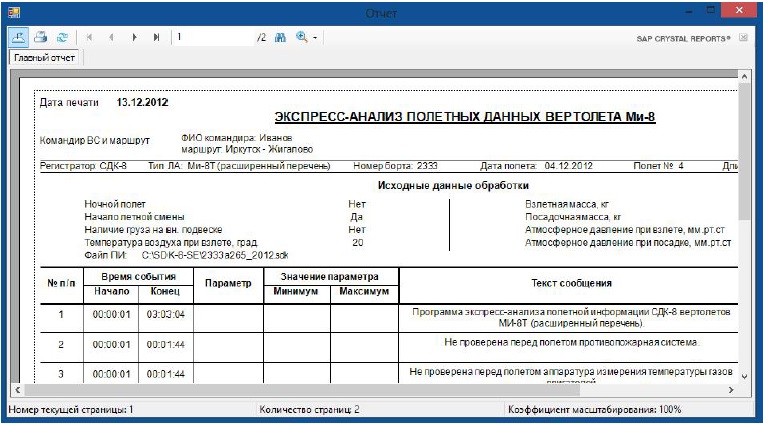 Отчет
1 /2 SAP CRYSTAL REPORTS®
Главный отчет
Дата печати 13.12.2012
ЭКСПРЕСС-АНАЛИЗ ПОЛЕТНЫХ ДАННЫХ ВЕРТОЛЕТА Ми-8
Командир ВС и маршрут ФИО командира: Иванов
маршрут: Иркутск - Жигалово
Регистратор: СДК-8 Тип ЛА: Ми-8Т (расширенный перечень) Номер борта: 2333 Дата полета: 04.12.2012 Полет № 4
Исходные данные обработки
Ночной полет Нет Взлетная масса, кг
Начало летной смены Да Посадочная масса, кг
Наличие груза на вн. подвеске Нет Атмосферное давление при взлете, мм.рт.ст
Температура воздуха при взлете, град. 20 Атмосферное давление при посадке, мм.рт.ст
Файл ПИ: C:\SDK-8-SE\2333a265_2012.sdk
№ п/п Время события Параметр Значение параметра Текст сообщения
Начало Конец Минимум Максимум
1 00:00:01 03:03:04 Программа экспресс-анализа полетной информации СДК-8 вертолетов
МИ-8Т (расширенный перечень).
2 00:00:01 00:01:44 Не проверена перед полетом противопожарная система.
3 00:00:01 00:01:44 Не проверена перед полетом аппаратура измерения температуры газов
Номер текущей страницы: 1 Количество страниц: 2 Коэффициент масштабирования: 100%